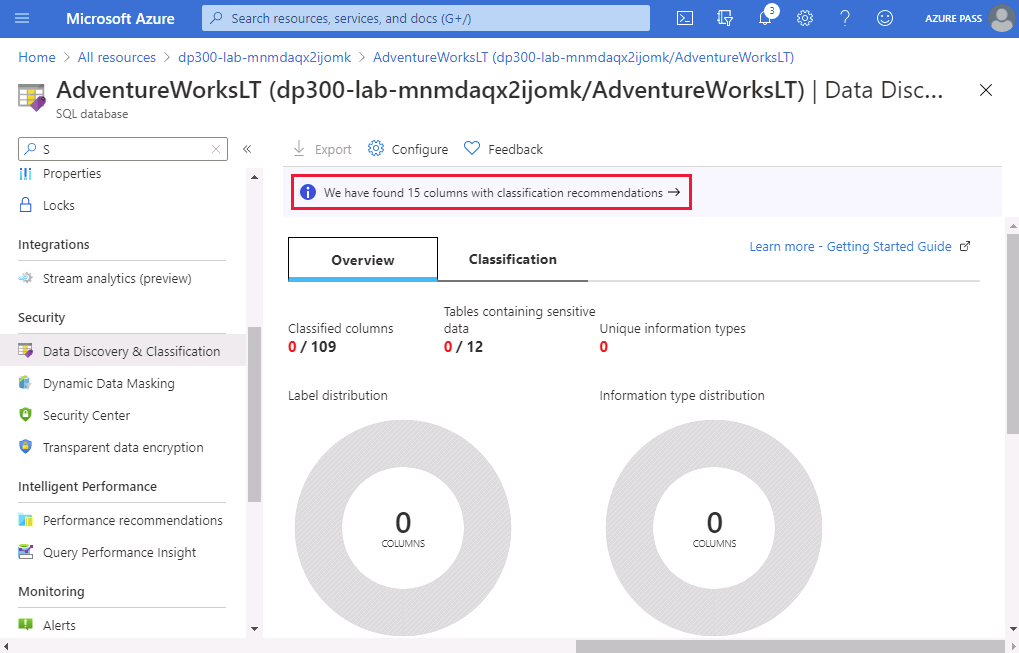 Microsoft Azure
Search resources, services, and docs (G+/)
3
AZURE PASS
Home > All resources > dp300-lab-mnmdaqx2ijomk > AdventureWorksLT (dp300-lab-mnmdaqx2ijomk/AdventureWorksLT)
AdventureWorksLT (dp300-lab-mnmdaqx2ijomk/AdventureWorksLT) | Data Disc...
SQL database
S
Properties
Locks
Integrations
Stream analytics (preview)
Security
Data Discovery & Classification
Dynamic Data Masking
Security Center
Transparent data encryption
Intelligent Performance
Performance recommendations
Query Performance Insight
Monitoring
Alerts
Export Configure Feedback
We have found 15 columns with classification recommendations →
Overview Classification
Learn more - Getting Started Guide
Classified columns
0 / 109
Tables containing sensitive
data
0 / 12
Unique information types
0
Label distribution
0
COLUMNS
Information type distribution
0
COLUMNS